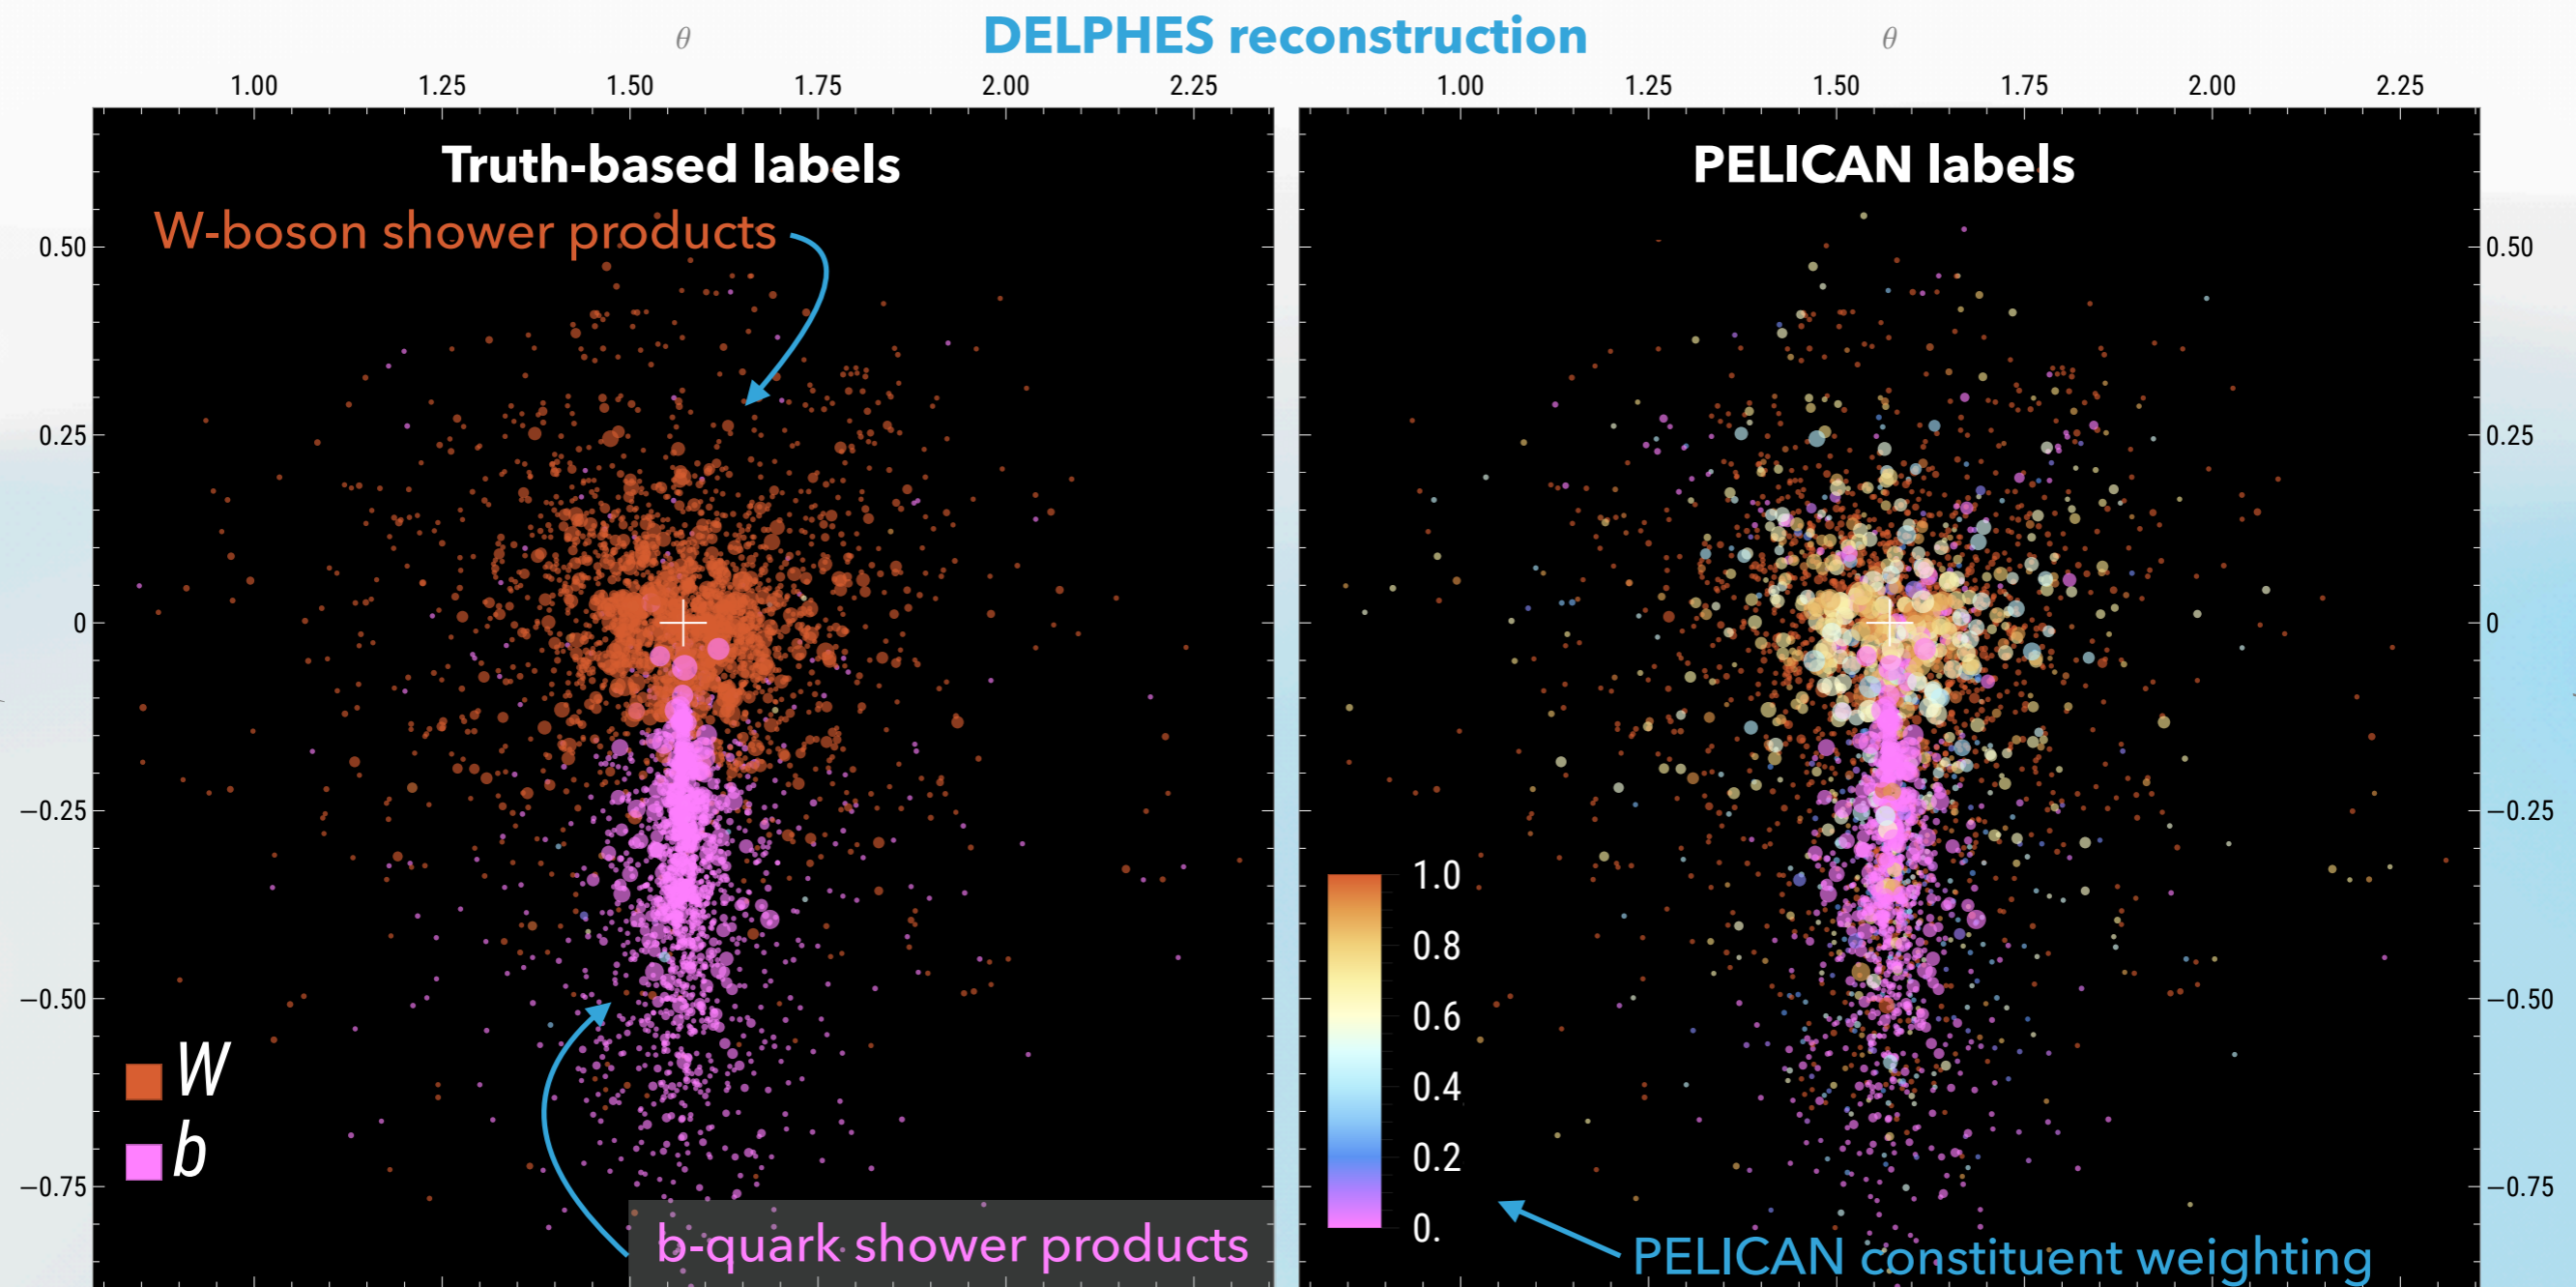 DELPHES reconstruction
θ
θ
1.00 1.25 1.50 1.75 2.00 2.25
1.00 1.25 1.50 1.75 2.00 2.25
Truth-based labels
PELICAN labels
W-boson shower products
0.50
0.25
0
−0.25
−0.50
−0.75
0.50
0.25
0
−0.25
−0.50
−0.75
W
b
b-quark shower products
1.0
0.8
0.6
0.4
0.2
0.
PELICAN constituent weighting